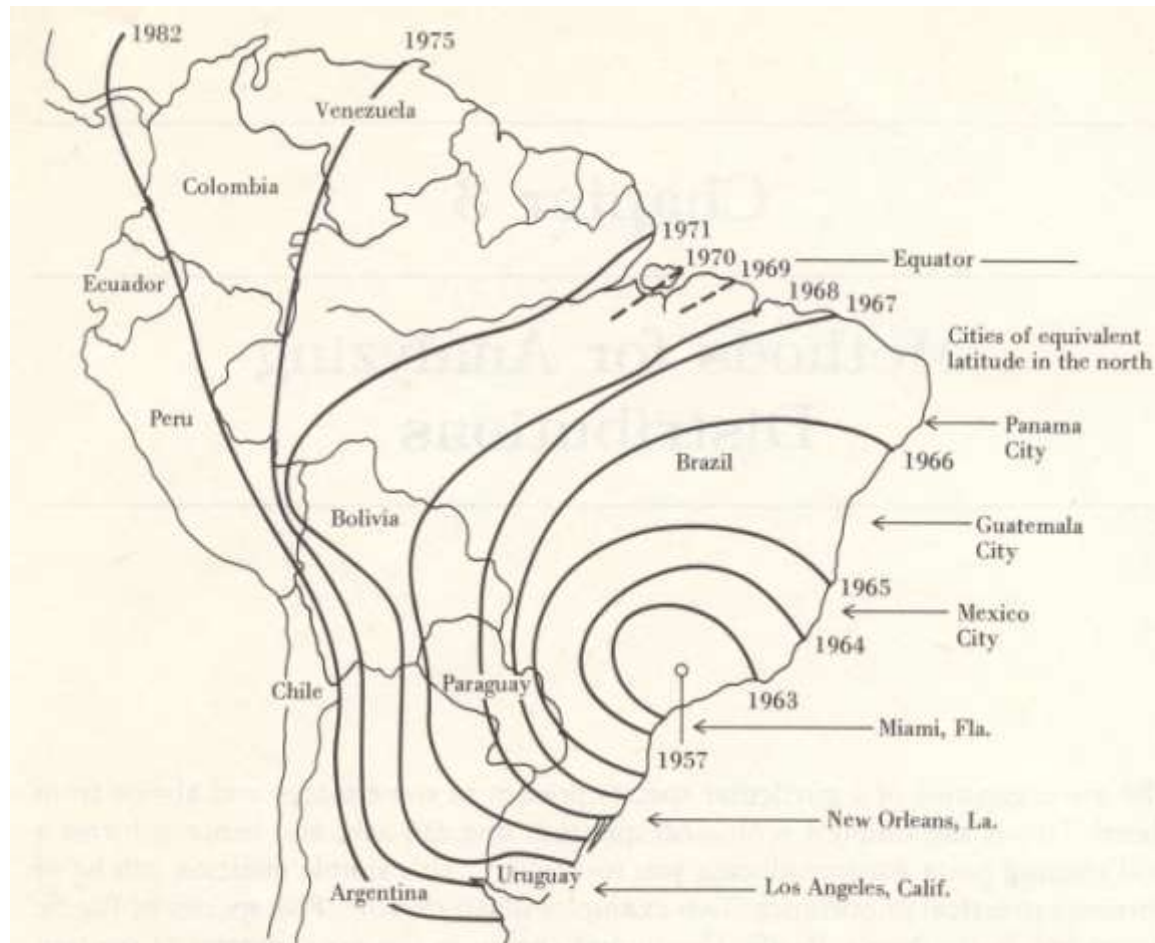 1982
1975
Venezuela
Colombia
1971
1970
1969
Equator
Ecuador
1968
1967
Cities of equivalent
latitude in the north
Peru
Panama
City
Brazil
1966
Bolivia
Guatemala
City
1965
Mexico
City
1964
Paraguay
Chile
1963
Miami, Fla.
1957
New Orleans, La.
Uruguay
Argentina
Los Angeles, Calif.